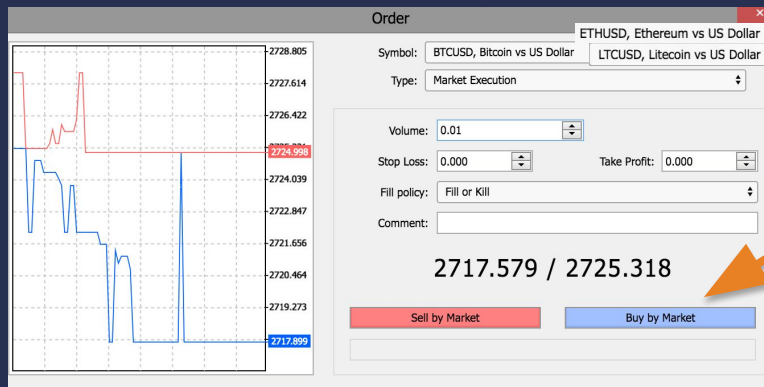 Order
×
ETHUSD, Ethereum vs US Dollar
Symbol: BTCUSD, Bitcoin vs US Dollar
LTCUSD, Litecoin vs US Dollar
Type: Market Execution
Volume: 0.01
Stop Loss: 0.000 Take Profit: 0.000
Fill policy: Fill or Kill
Comment:
2717.579 / 2725.318
Sell by Market Buy by Market
2728.805
2727.614
2726.422
2724.998
2724.039
2722.847
2721.656
2720.464
2719.273
2717.899